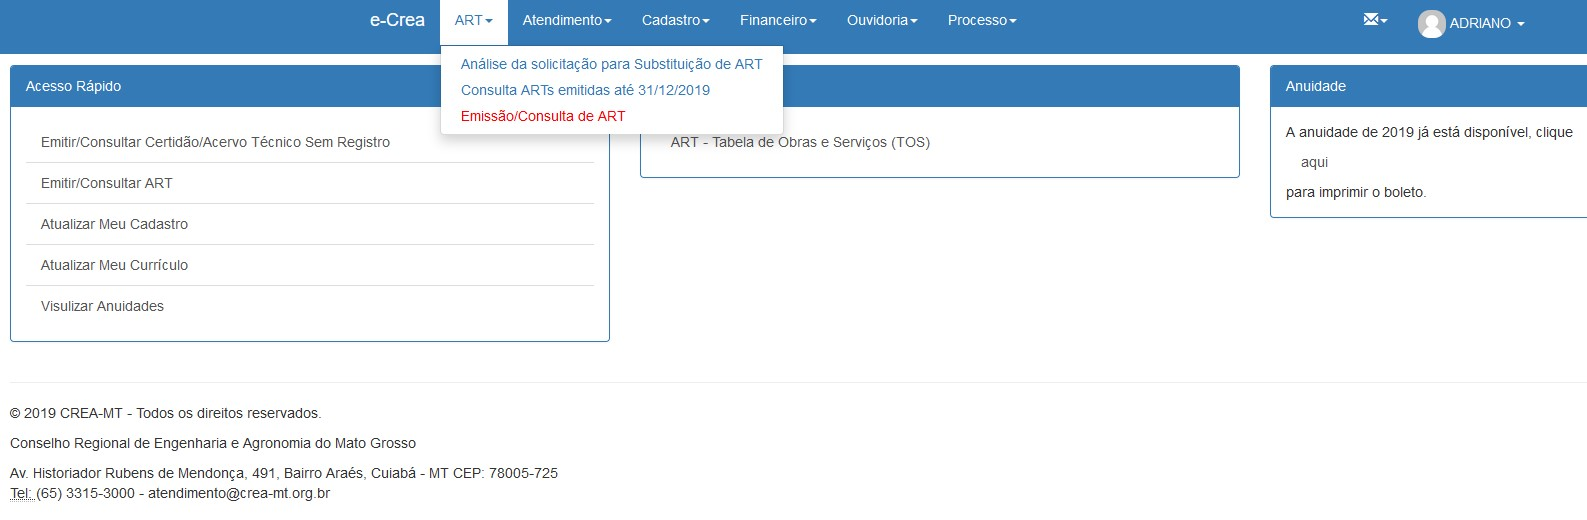 e-Crea ART Atendimento Cadastro Financeiro Ouvidoria Processo ADRIANO
Análise da solicitação para Substituição de ART
Consulta ARTs emitidas até 31/12/2019
Emissão/Consulta de ART
Acesso Rápido
Emitir/Consultar Certidão/Acervo Técnico Sem Registro
Emitir/Consultar ART
Atualizar Meu Cadastro
Atualizar Meu Currículo
Visulizar Anuidades
ART - Tabela de Obras e Serviços (TOS)
Anuidade
A anuidade de 2019 já está disponível, clique
aqui
para imprimir o boleto.
© 2019 CREA-MT - Todos os direitos reservados.
Conselho Regional de Engenharia e Agronomia do Mato Grosso
Av. Historiador Rubens de Mendonça, 491, Bairro Araés, Cuiabá - MT CEP: 78005-725
Tel: (65) 3315-3000 - atendimento@crea-mt.org.br